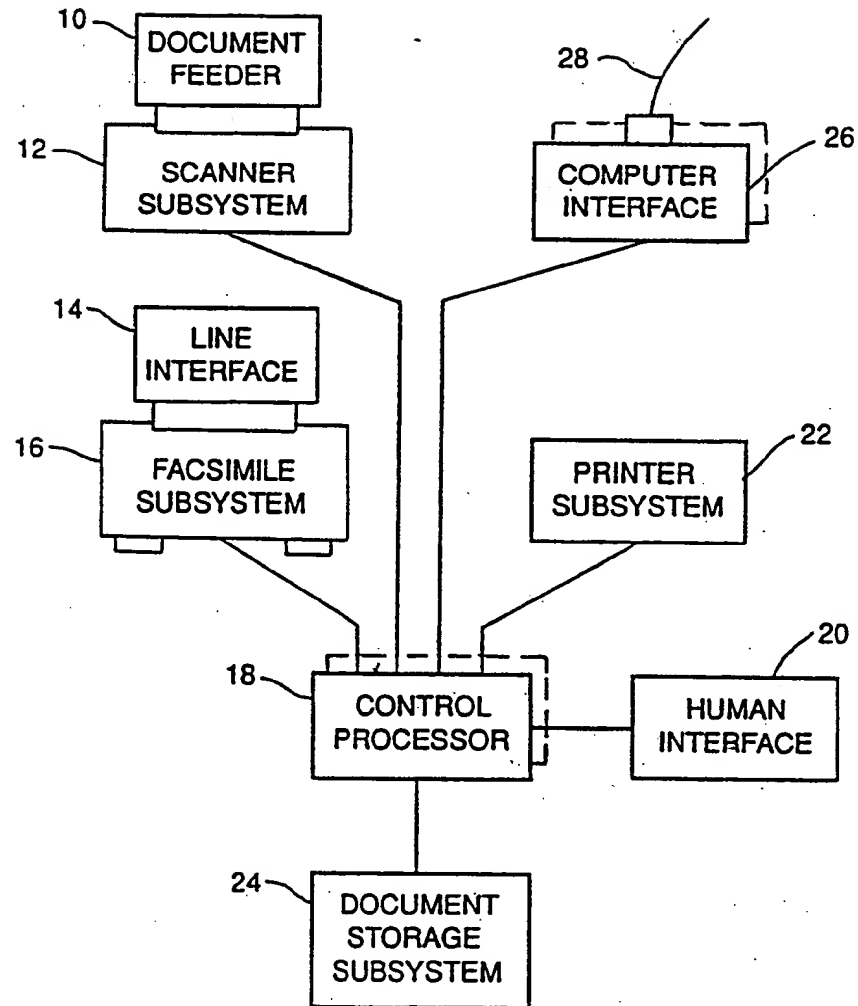 10
DOCUMENT
FEEDER
28
12
SCANNER
SUBSYSTEM
26
COMPUTER
INTERFACE
14
LINE
INTERFACE
16
FACSIMILE
SUBSYSTEM
22
PRINTER
SUBSYSTEM
18
CONTROL
PROCESSOR
20
HUMAN
INTERFACE
24
DOCUMENT
STORAGE
SUBSYSTEM